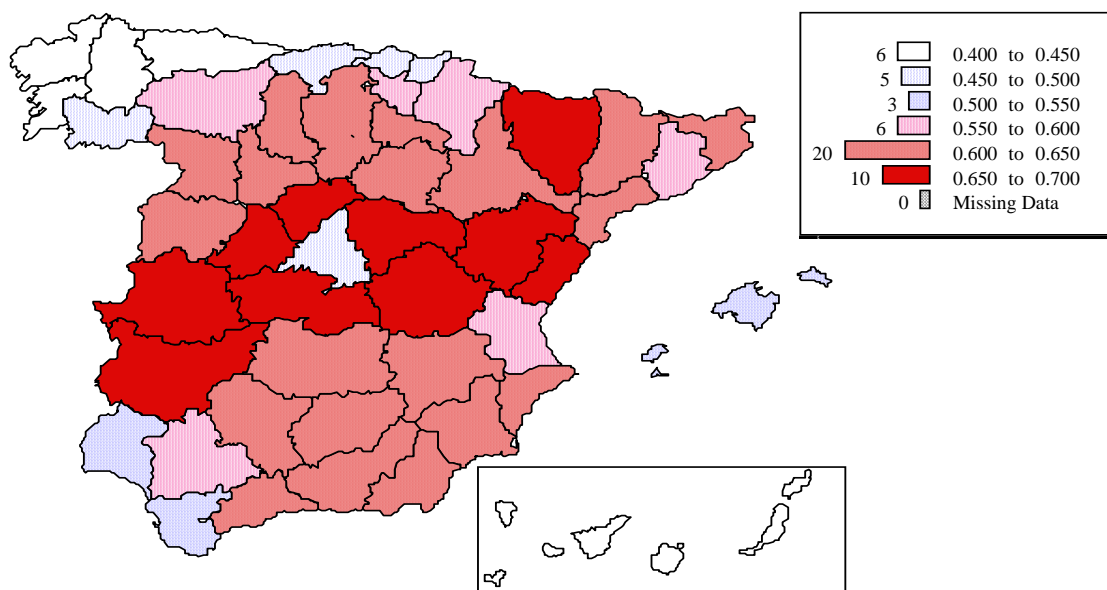 6 0.400 to 0.450
5 0.450 to 0.500
3 0.500 to 0.550
6 0.550 to 0.600
20 0.600 to 0.650
10 0.650 to 0.700
0 Missing Data